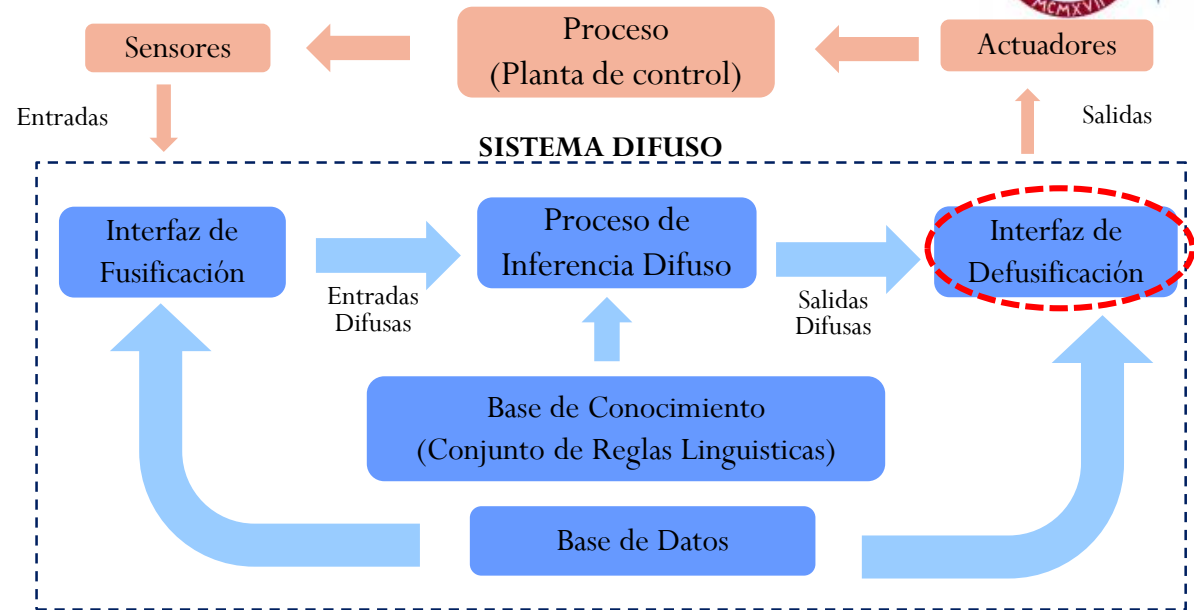 MCMXVII
Sensores
Proceso
(Planta de control)
Actuadores
Entradas
Salidas
SISTEMA DIFUSO
Interfaz de
Fusificación
Entradas
Difusas
Proceso de
Inferencia Difuso
Salidas
Difusas
Interfaz de
Defusificación
Base de Conocimiento
(Conjunto de Reglas Linguisticas)
Base de Datos